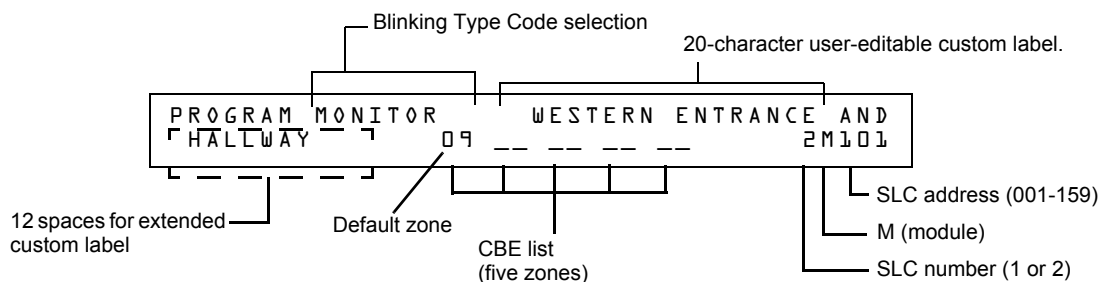 Blinking Type Code selection
20-character user-editable custom label.
PROGRAM MONITOR WESTERN ENTRANCE AND
HALLWAY 09 __ __ __ __ 2M101
SLC address (001-159)
12 spaces for extended
custom label
Default zone
M (module)
CBE list
(five zones)
SLC number (1 or 2)